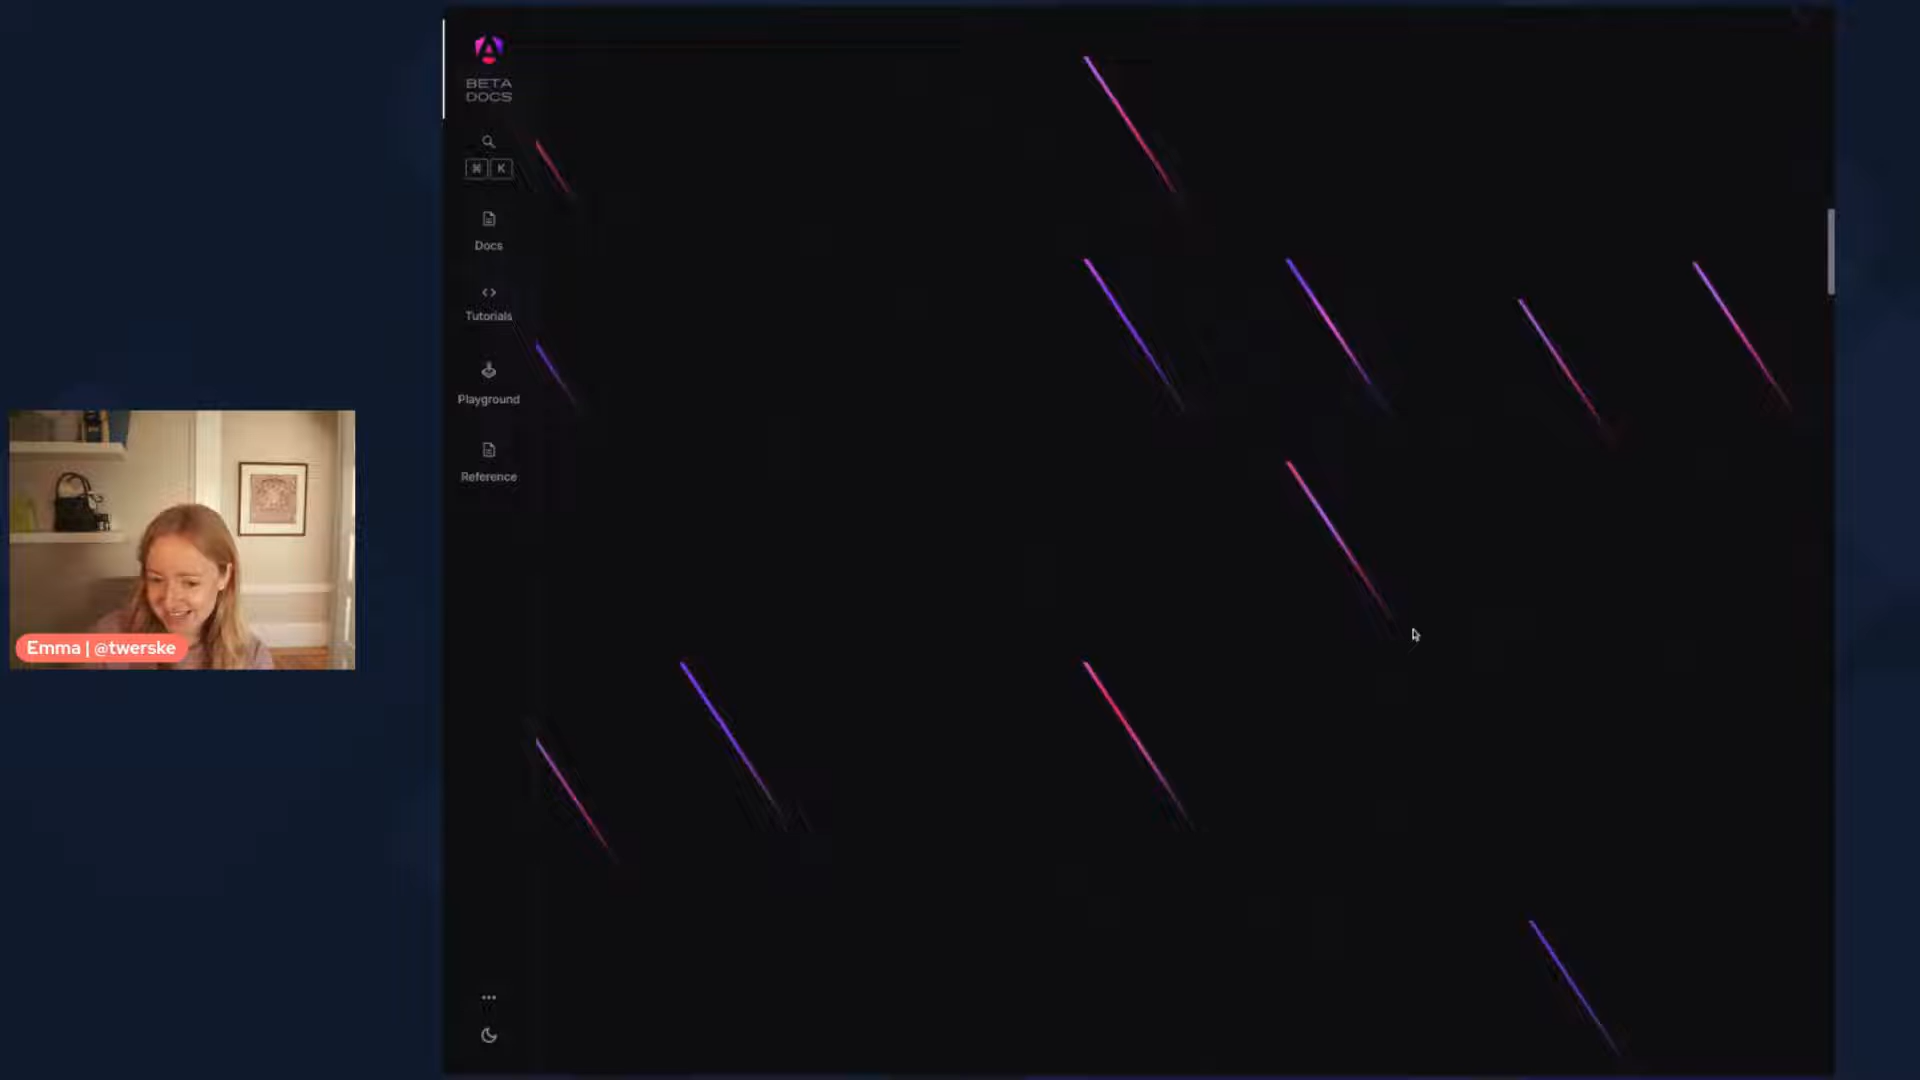 BETA
DOCS
⌘ K
Docs
Tutorials
Playground
Reference
Emma | @twerske